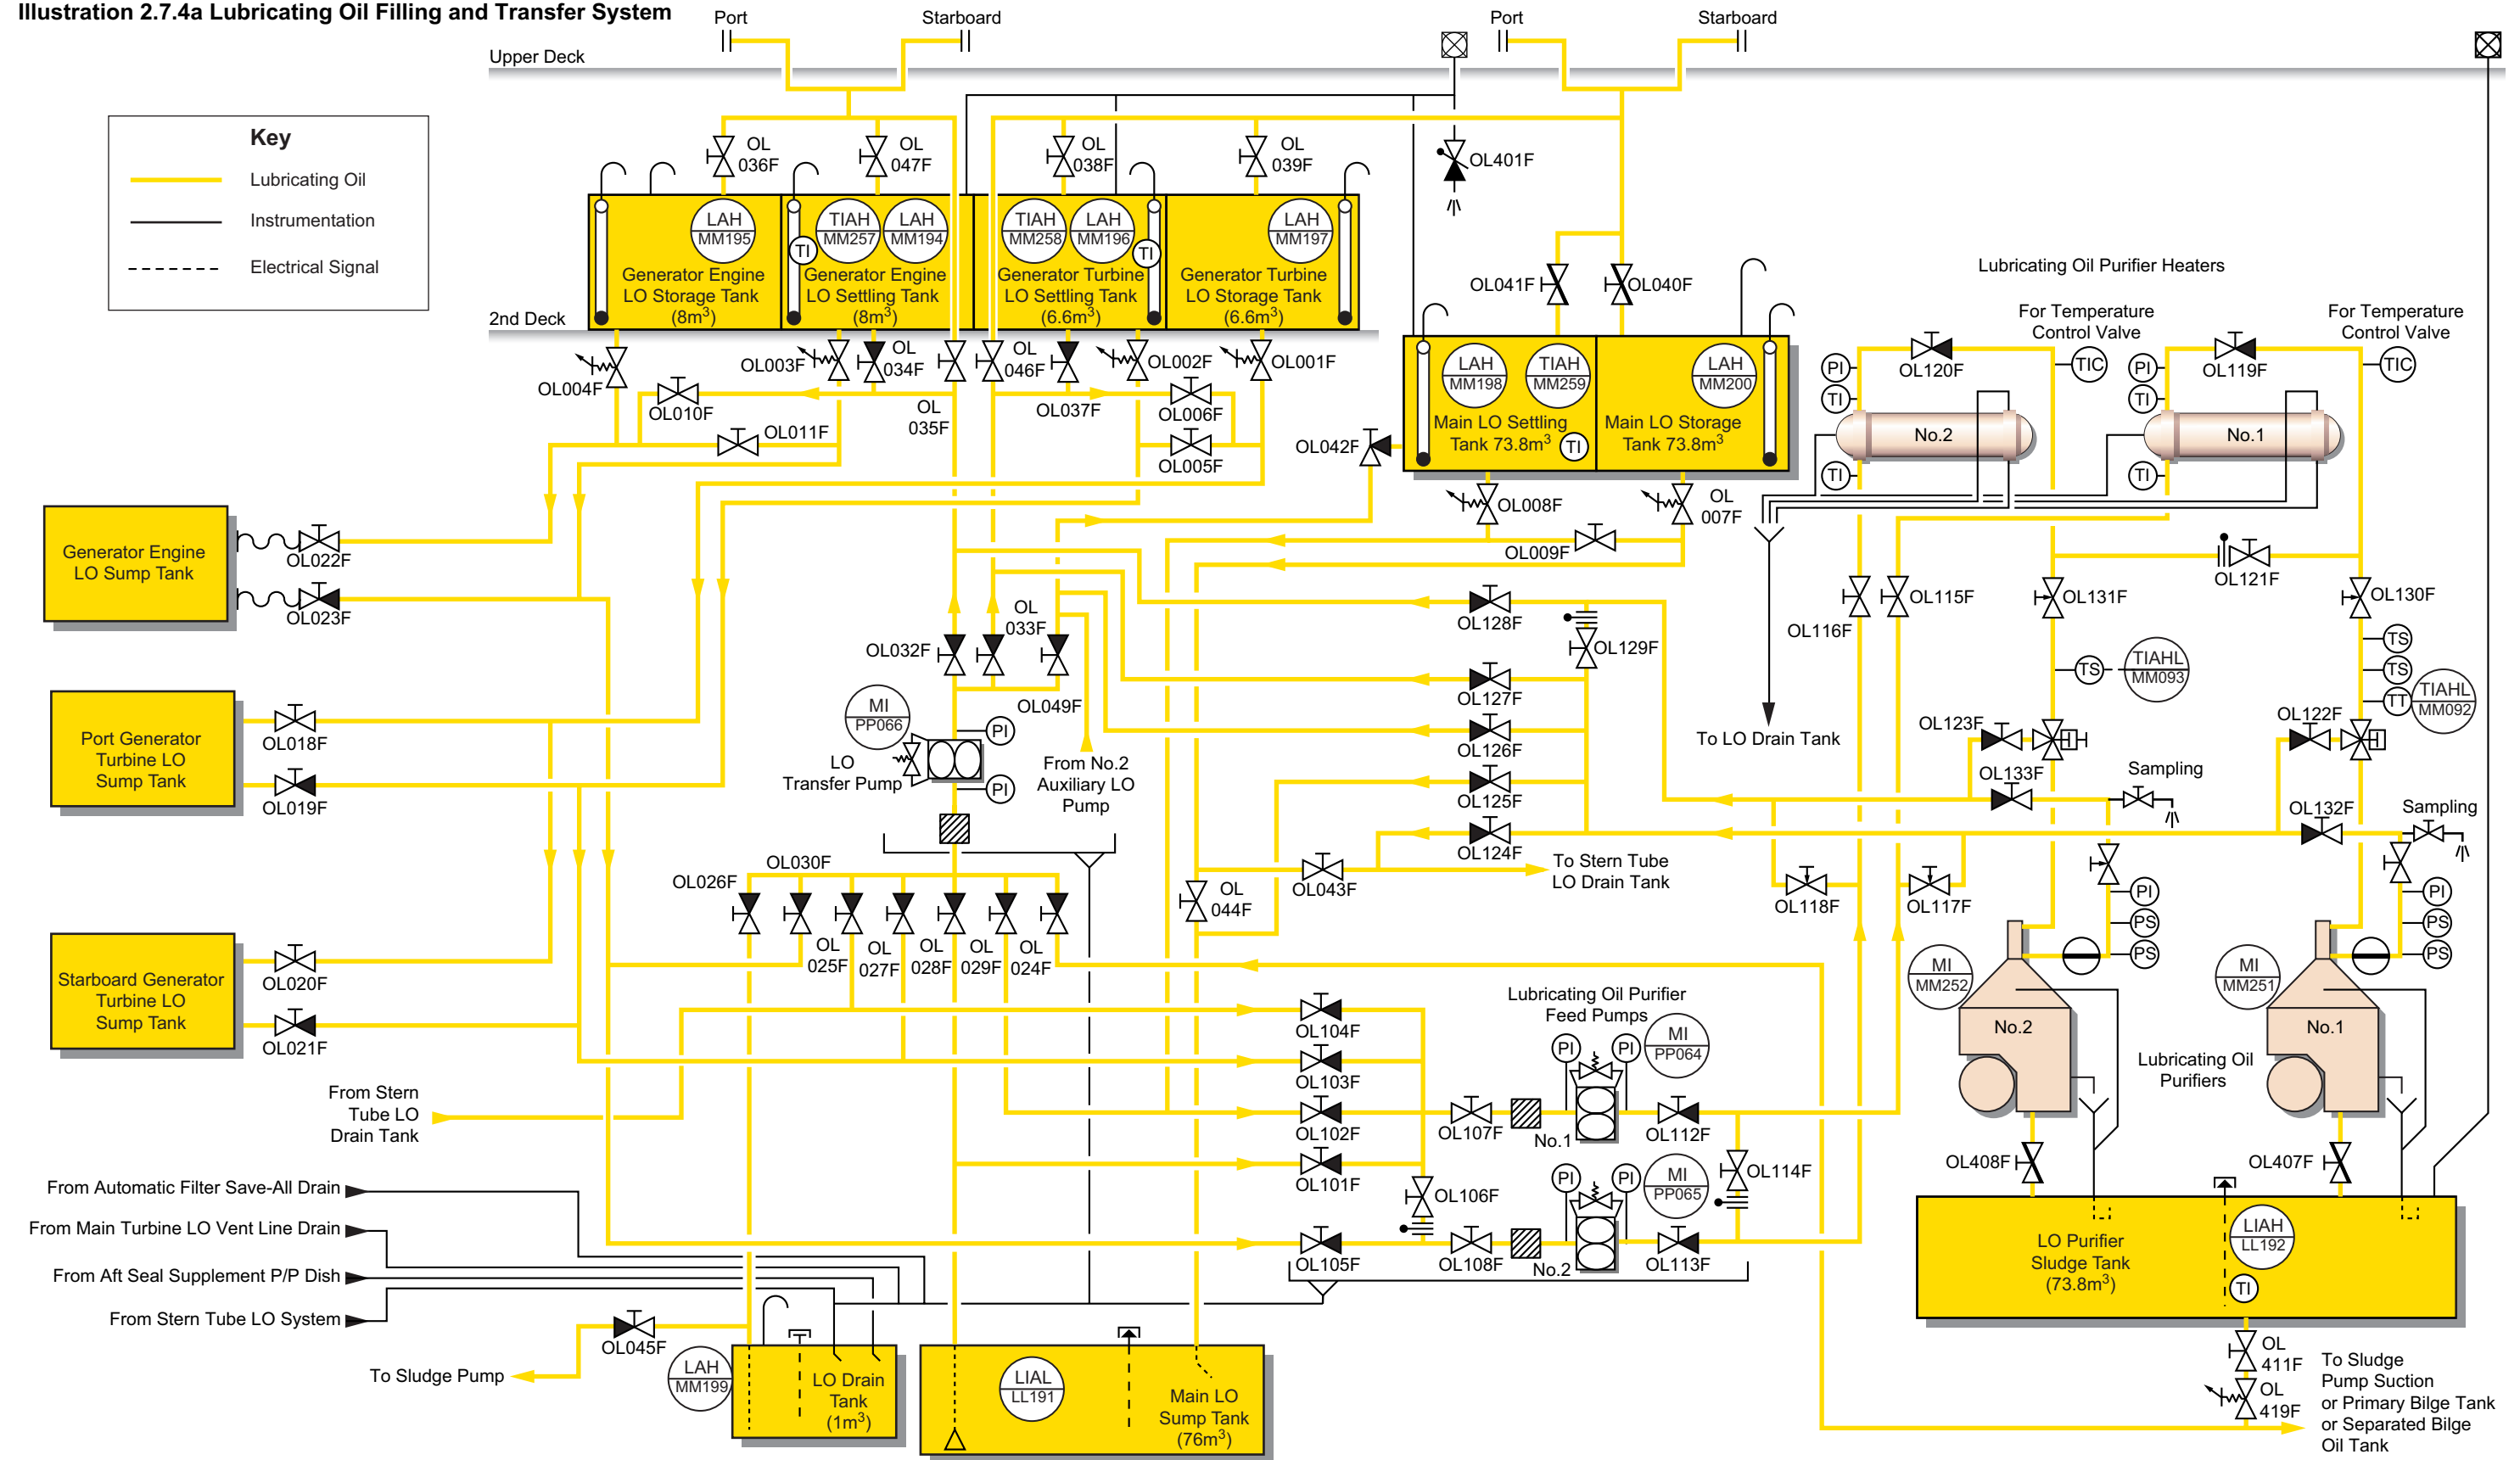 Illustration 2.7.4a Lubricating Oil Filling and Transfer System
Port
Starboard
Port
Starboard
Upper Deck
Key
Lubricating Oil
Instrumentation
Electrical Signal
OL
036F
OL
047F
OL
038F
OL
039F
OL401F
LAH
MM195
Generator Engine
LO Storage Tank
(8m³)
TIAH
MM257
LAH
MM194
TI
Generator Engine
LO Settling Tank
(8m³)
TIAH
MM258
LAH
MM196
TI
Generator Turbine
LO Settling Tank
(6.6m³)
LAH
MM197
Generator Turbine
LO Storage Tank
(6.6m³)
2nd Deck
OL041F
OL040F
Lubricating Oil Purifier Heaters
For Temperature
Control Valve
For Temperature
Control Valve
OL004F
OL003F
OL
034F
OL
035F
OL
046F
OL037F
OL002F
OL001F
OL010F
OL011F
OL006F
OL005F
OL042F
LAH
MM198
TIAH
MM259
Main LO Settling
Tank 73.8m³
TI
LAH
MM200
Main LO Storage
Tank 73.8m³
PI
TI
TI
OL120F
TIC
No.2
PI
TI
TI
OL119F
TIC
No.1
OL008F
OL
007F
OL009F
Generator Engine
LO Sump Tank
OL022F
OL023F
OL116F
OL115F
OL131F
OL121F
OL130F
OL128F
OL129F
OL127F
OL126F
OL125F
OL124F
OL032F
OL
033F
OL049F
MI
PP066
LO
Transfer Pump
PI
PI
From No.2
Auxiliary LO
Pump
To LO Drain Tank
TS
TIAHL
MM093
TS
TS
TT
TIAHL
MM092
OL123F
OL122F
OL133F
Sampling
OL132F
Sampling
Port Generator
Turbine LO
Sump Tank
OL018F
OL019F
OL030F
OL026F
OL
025F
OL
027F
OL
028F
OL
029F
OL
024F
OL
044F
OL043F
To Stern Tube
LO Drain Tank
OL118F
OL117F
PI
PS
PS
PI
PS
PS
Starboard Generator
Turbine LO
Sump Tank
OL020F
OL021F
MI
MM252
No.2
MI
MM251
No.1
Lubricating Oil
Purifiers
Lubricating Oil Purifier
Feed Pumps
OL104F
OL103F
OL102F
OL101F
OL105F
OL106F
OL107F
OL108F
PI
PI
MI
PP064
No.1
OL112F
PI
PI
MI
PP065
No.2
OL113F
OL114F
From Stern
Tube LO
Drain Tank
From Automatic Filter Save-All Drain
From Main Turbine LO Vent Line Drain
From Aft Seal Supplement P/P Dish
From Stern Tube LO System
OL045F
To Sludge Pump
LAH
MM199
LO Drain
Tank
(1m³)
LIAL
LL191
Main LO
Sump Tank
(76m³)
OL408F
OL407F
LO Purifier
Sludge Tank
(73.8m³)
LIAH
LL192
TI
OL
411F
OL
419F
To Sludge
Pump Suction
or Primary Bilge Tank
or Separated Bilge
Oil Tank